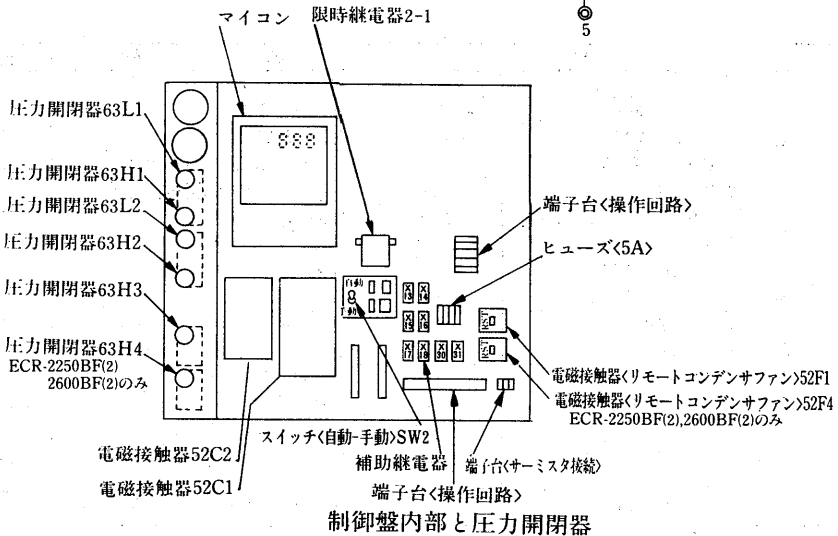 5
マイコン
限時継電器2-1
圧力開閉器63L1
圧力開閉器63H1
圧力開閉器63L2
圧力開閉器63H2
圧力開閉器63H3
圧力開閉器63H4
ECR-2250BF(2)
2600BF(2)のみ
888
端子台<操作回路>
ヒューズ<5A>
自動
手動
X
13
X
14
X
15
X
16
X
17
X
18
X
30
X
31
電磁接触器<リモートコンデンサファン>52F1
電磁接触器<リモートコンデンサファン>52F4
ECR-2250BF(2),2600BF(2)のみ
スイッチ<自動-手動>SW2
電磁接触器52C2
補助継電器
端子台<サーミスタ接続>
電磁接触器52C1
端子台<操作回路>
制御盤内部と圧力開閉器